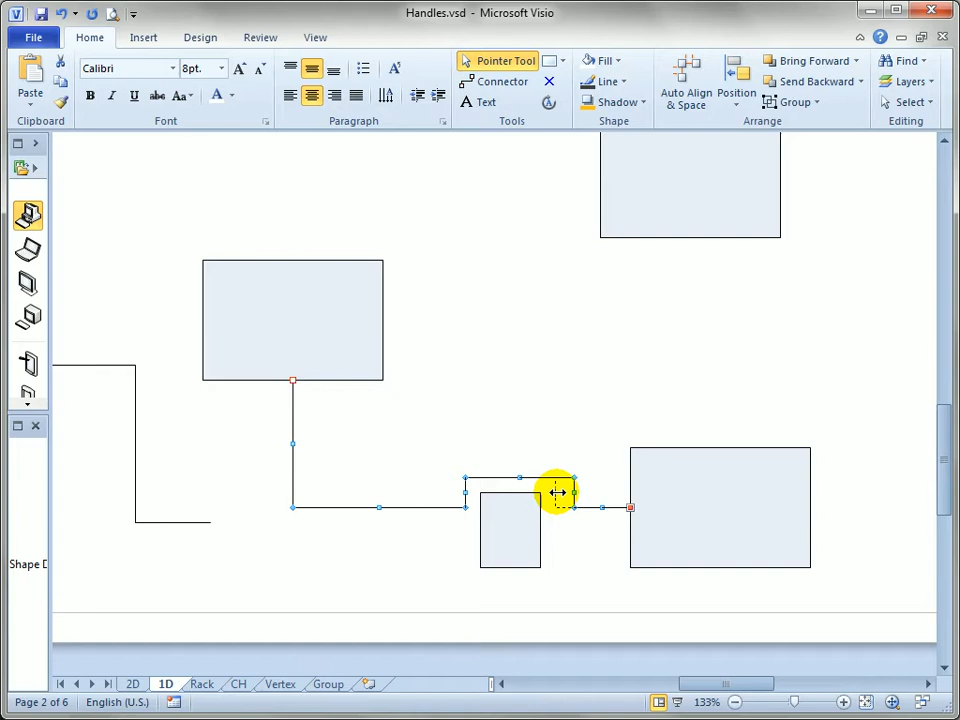 Handles.vsd - Microsoft Visio
File Home Insert Design Review View
Calibri 8pt. Pointer Tool Fill Bring Forward Find
Paste Connector Line Auto Align & Space Position Send Backward Layers
B I U abc Aa A Text Shadow Group Select
Clipboard Font Paragraph Tools Shape Arrange Editing
Shape D
2D 1D Rack CH Vertex Group
Page 2 of 6 English (U.S.) 133%